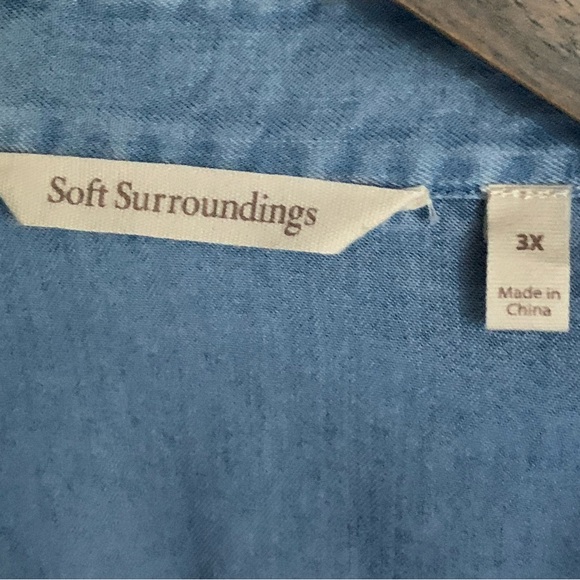 Soft Surroundings
3X
Made in
China